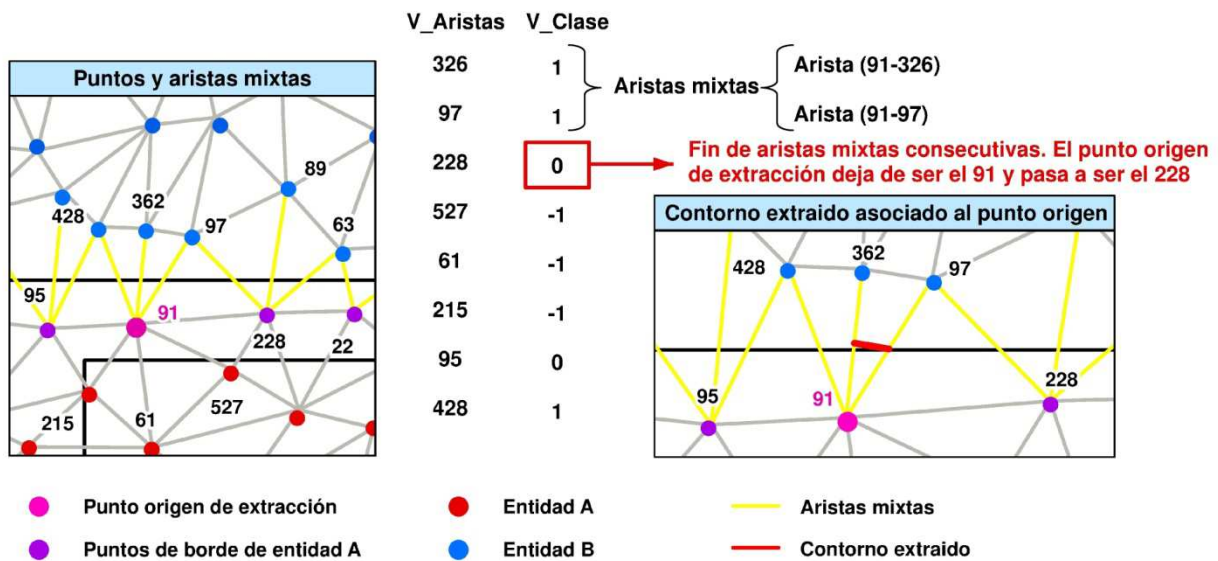 V_Aristas V_Clase
326 1
97 1
228 0
527 -1
61 -1
215 -1
95 0
428 1
Aristas mixtas
Arista (91-326)
Arista (91-97)
Fin de aristas mixtas consecutivas. El punto origen
de extracción deja de ser el 91 y pasa a ser el 228
Puntos y aristas mixtas
89
362
428
97
63
95
91
228
22
527
215
61
Contorno extraido asociado al punto origen
362
428
97
228
95
91
Punto origen de extracción
Puntos de borde de entidad A
Entidad A
Entidad B
Aristas mixtas
Contorno extraido